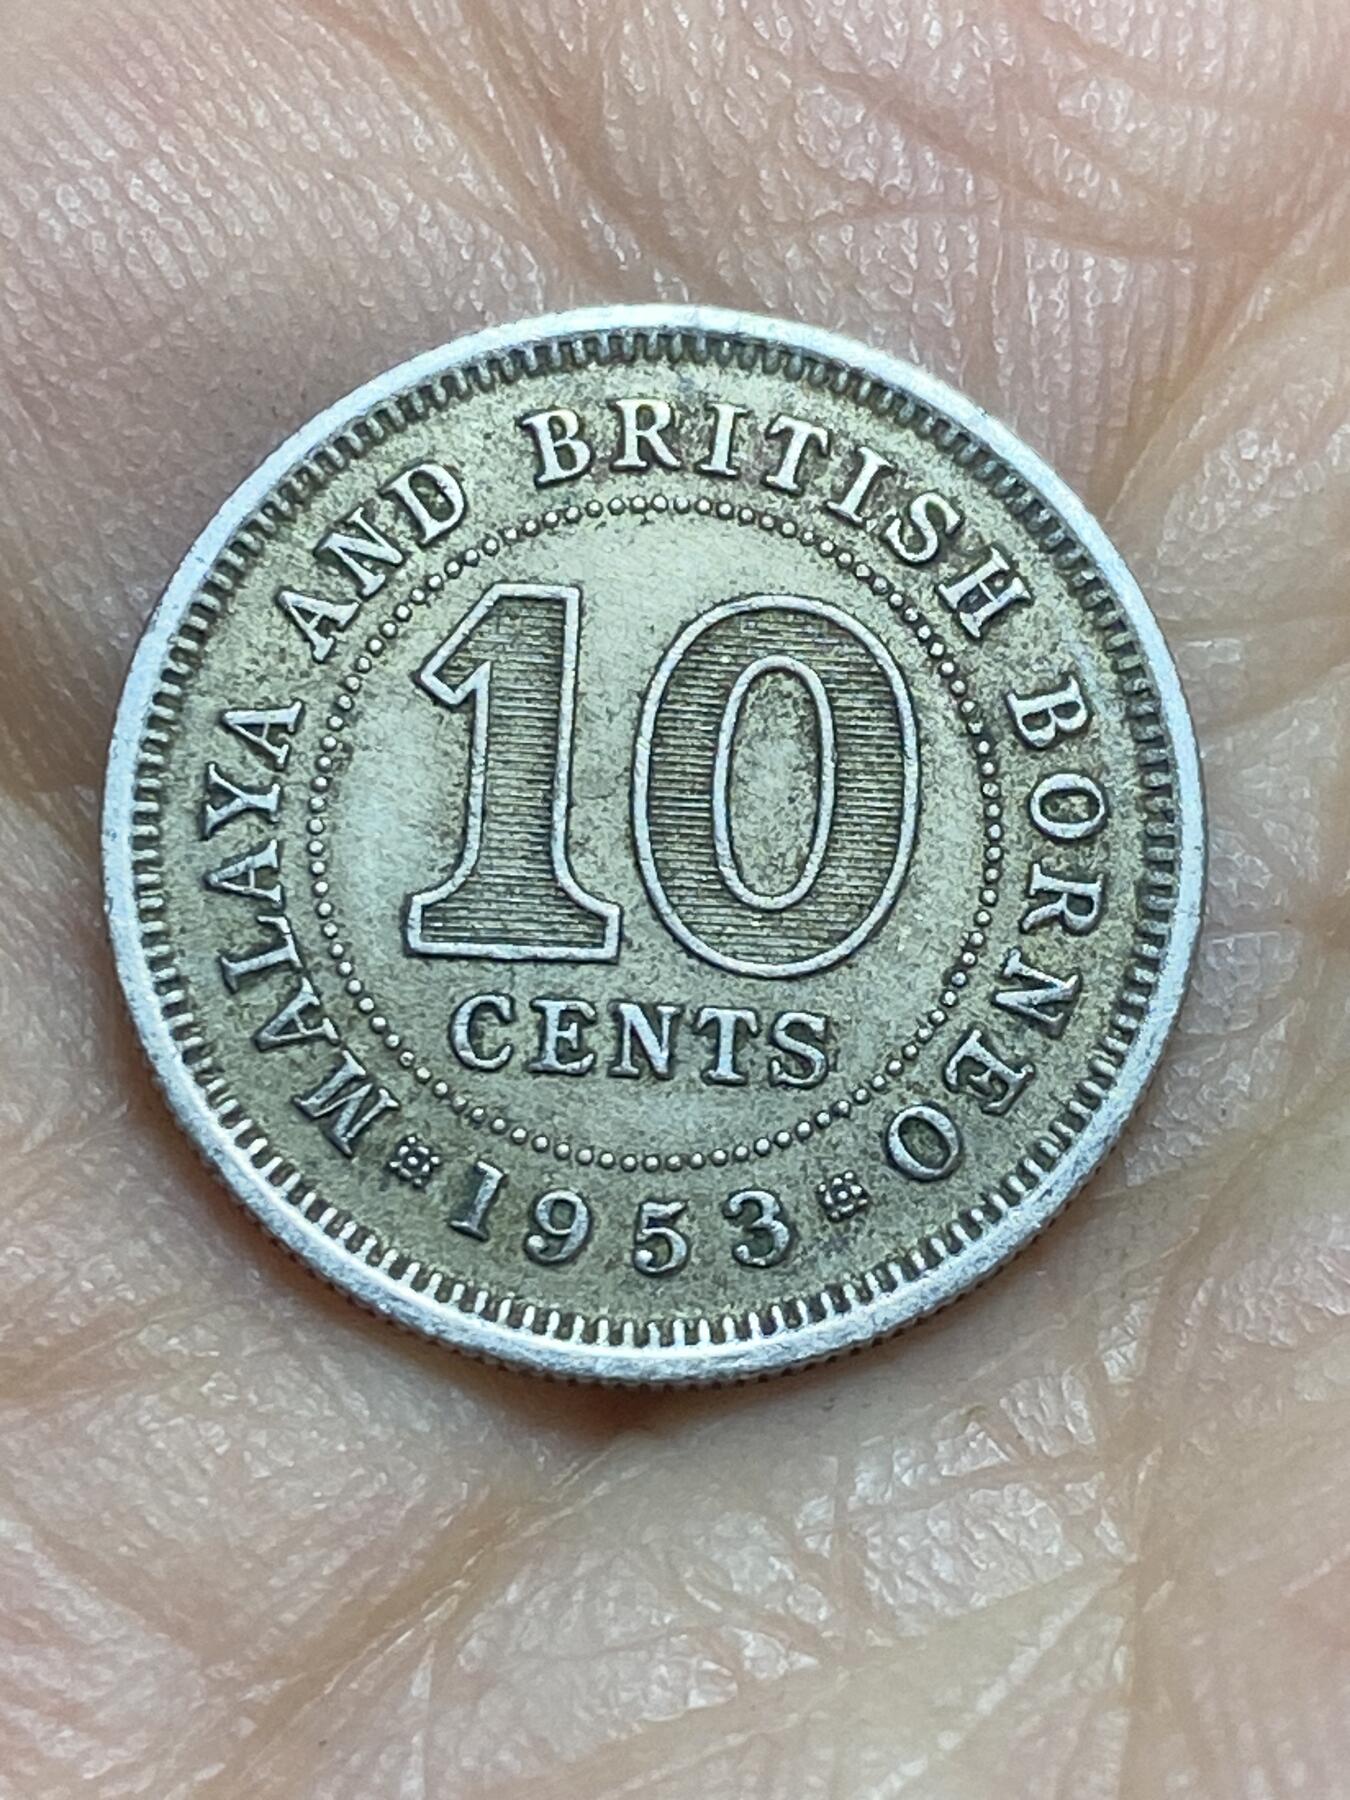 MALAYA AND BRITISH BORNEO
10
CENTS
1953